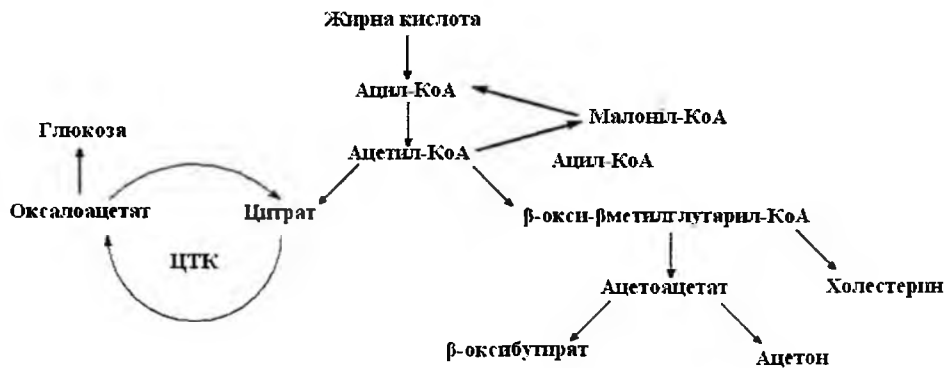 Жирна кислота
Ацил-КоА
Малоніл-КоА
Глюкоза
Ацетил-КоА
Ацил-КоА
Оксалоацетат
Цитрат
β-окси-βметилглутарил-КоА
ЦТК
Ацетоацетат
Холестерин
β-оксибутират
Ацетон